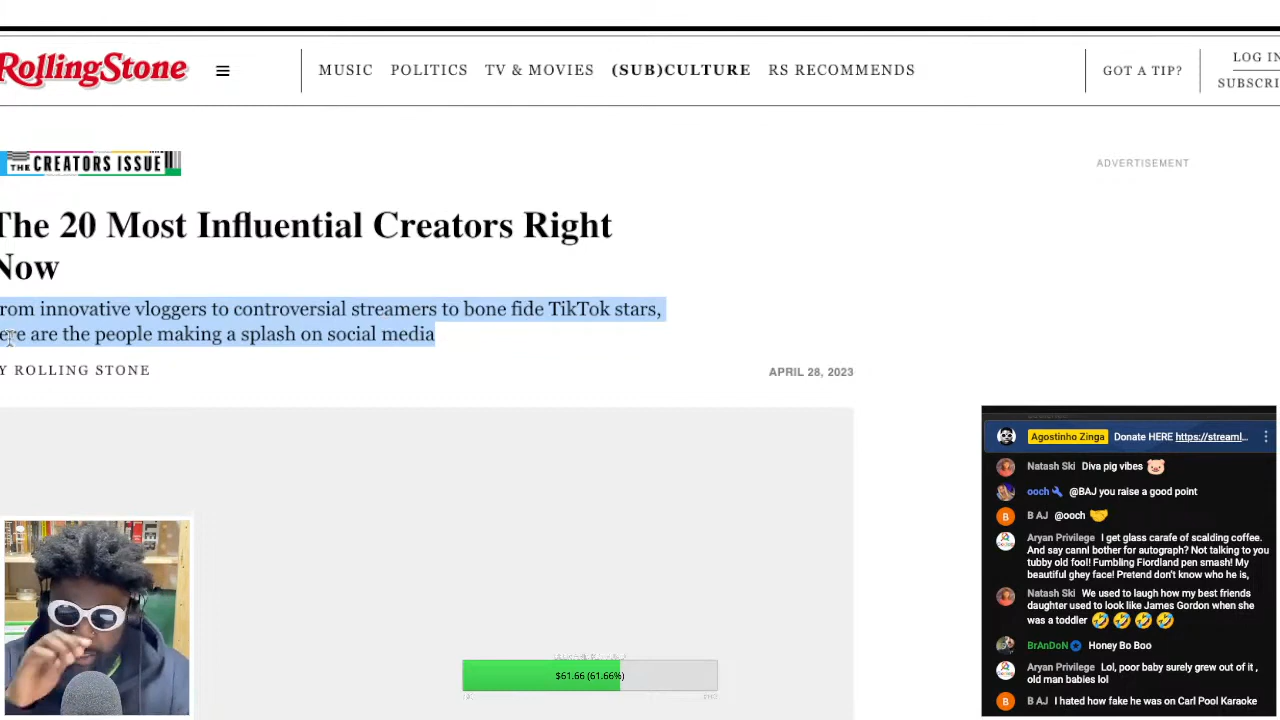 RollingStone
MUSIC POLITICS TV & MOVIES (SUB)CULTURE RS RECOMMENDS
GOT A TIP?
LOG IN
SUBSCRI
THE CREATORS ISSUE
ADVERTISEMENT
The 20 Most Influential Creators Right
Now
rom innovative vloggers to controversial streamers to bone fide TikTok stars,
ere are the people making a splash on social media
Y ROLLING STONE
APRIL 28, 2023
Agostinho Zinga Donate HERE https://streaml...
Natash Ski Diva pig vibes 🐷
ooch 🔧 @BAJ you raise a good point
B AJ @ooch 🤝
Aryan Privilege I get glass carafe of scalding coffee.
And say cannI bother for autograph? Not talking to you
tubby old fool! Fumbling Fiordland pen smash! My
beautiful ghey face! Pretend don't know who he is,
Natash Ski We used to laugh how my best friends
daughter used to look like James Gordon when she
was a toddler 🤣 🤣 🤣 🤣
BrAnDoN Honey Bo Boo
Aryan Privilege Lol, poor baby surely grew out of it ,
old man babies lol
B AJ I hated how fake he was on Carl Pool Karaoke
$61.66 (61.66%)